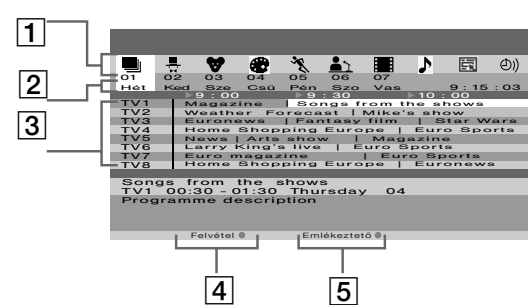 1
01 02 03 04 05 06 07
2
Hét Ked Sze Csü Pén Szo Vas 9:15:03
9:00 9:30 10:00
3
TV1 Magazine | Songs from the shows
TV2 Weather Forecast | Mike's show
TV3 Euronews | Fantasy film | Star Wars
TV4 Home Shopping Europe | Euro Sports
TV5 News | Arts show | Magazine
TV6 Larry King's live | Euro Sports
TV7 Euro magazine | Euro Sports
TV8 Home Shopping Europe | Euronews
Songs from the shows
TV1 00:30 - 01:30 Thursday 04
Programme description
Felvétel Emlékeztető
4 5